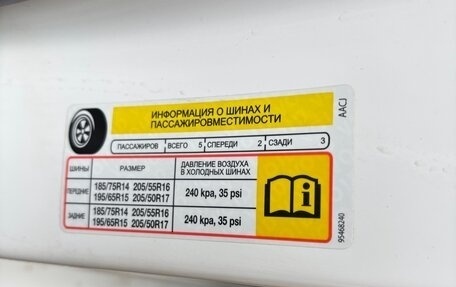 ИНФОРМАЦИЯ О ШИНАХ И
ПАССАЖИРОВМЕСТИМОСТИ
ПАССАЖИРОВ ВСЕГО 5 СПЕРЕДИ 2 СЗАДИ 3
ШИНЫ РАЗМЕР ДАВЛЕНИЕ ВОЗДУХА
В ХОЛОДНЫХ ШИНАХ
ПЕРЕДНИЕ 185/75R14 205/55R16
195/65R15 205/50R17 240 kpa, 35 psi
ЗАДНИЕ 185/75R14 205/55R16
195/65R15 205/50R17 240 kpa, 35 psi
AACJ
95468240